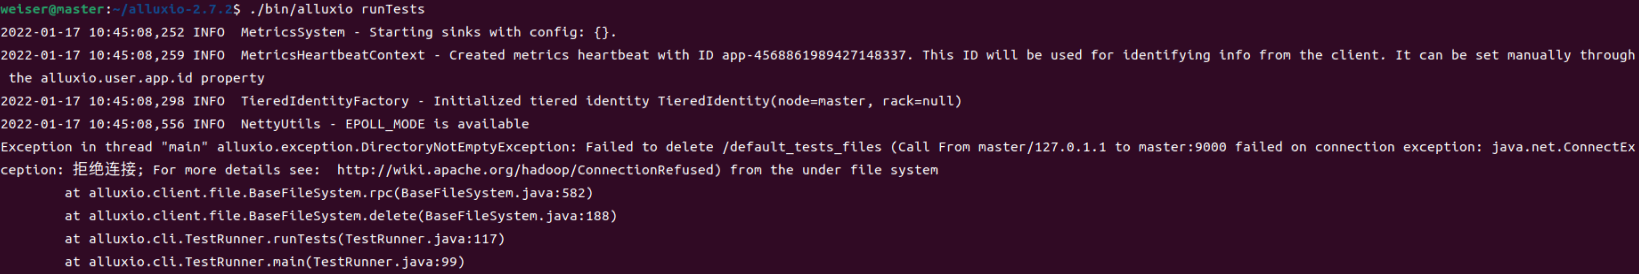 weiser@master:~/alluxio-2.7.2$ ./bin/alluxio runTests
2022-01-17 10:45:08,252 INFO  MetricsSystem - Starting sinks with config: {}.
2022-01-17 10:45:08,259 INFO  MetricsHeartbeatContext - Created metrics heartbeat with ID app-4568861989427148337. This ID will be used for identifying info from the client. It can be set manually through
 the alluxio.user.app.id property
2022-01-17 10:45:08,298 INFO  TieredIdentityFactory - Initialized tiered identity TieredIdentity(node=master, rack=null)
2022-01-17 10:45:08,556 INFO  NettyUtils - EPOLL_MODE is available
Exception in thread "main" alluxio.exception.DirectoryNotEmptyException: Failed to delete /default_tests_files (Call From master/127.0.1.1 to master:9000 failed on connection exception: java.net.ConnectEx
ception: 拒绝连接; For more details see:  http://wiki.apache.org/hadoop/ConnectionRefused) from the under file system
        at alluxio.client.file.BaseFileSystem.rpc(BaseFileSystem.java:582)
        at alluxio.client.file.BaseFileSystem.delete(BaseFileSystem.java:188)
        at alluxio.cli.TestRunner.runTests(TestRunner.java:117)
        at alluxio.cli.TestRunner.main(TestRunner.java:99)